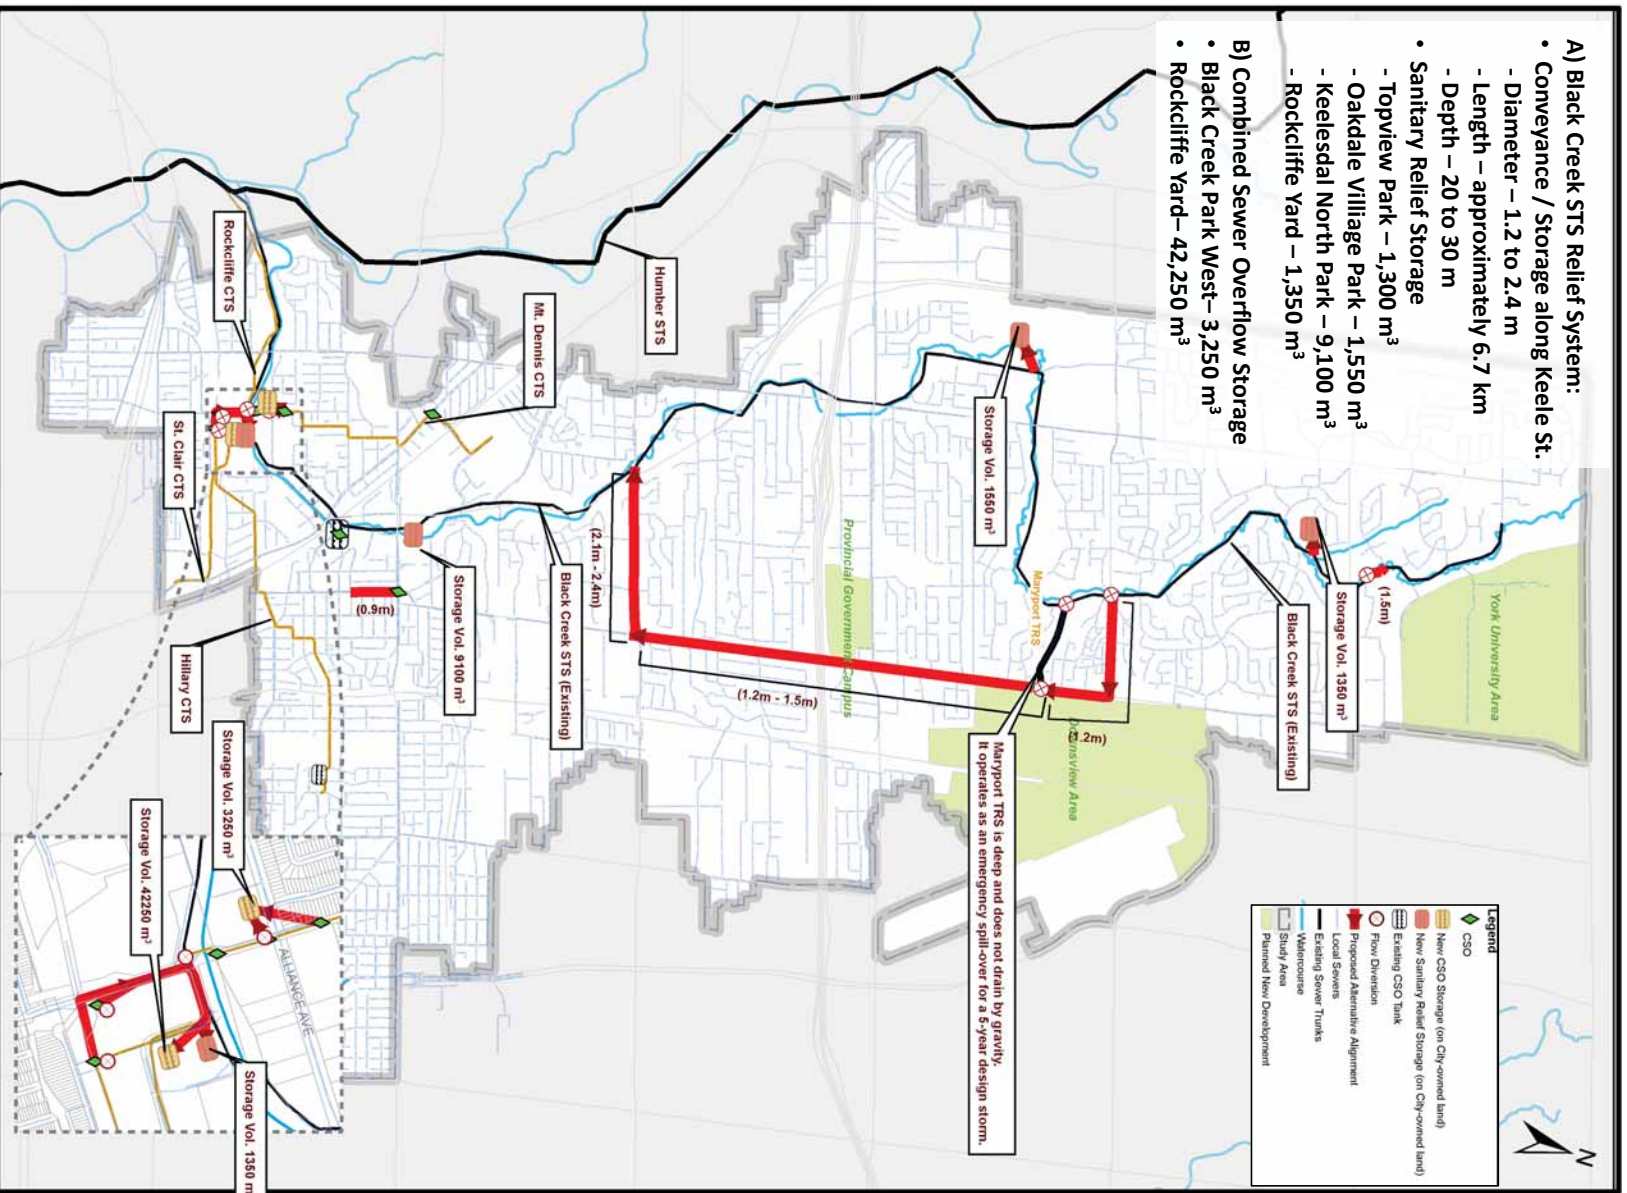 A) Black Creek STS Relief System:
• Conveyance / Storage along Keele St.
- Diameter – 1.2 to 2.4 m
- Length – approximately 6.7 km
- Depth – 20 to 30 m
• Sanitary Relief Storage
- Topview Park – 1,300 m³
- Oakdale Villiage Park – 1,550 m³
- Keelesdal North Park – 9,100 m³
- Rockcliffe Yard – 1,350 m³
B) Combined Sewer Overflow Storage
• Black Creek Park West– 3,250 m³
• Rockcliffe Yard– 42,250 m³
N
Legend
CSO
New CSO Storage (on City-owned land)
New Sanitary Relief Storage (on City-owned land)
Existing CSO Tank
Flow Diversion
Proposed Alternative Alignment
Local Sewers
Existing Sewer Trunks
Watercourse
Study Area
Planned New Development
York University Area
(1.5m)
Storage Vol. 1350 m³
Black Creek STS (Existing)
(1.2m)
Downsview Area
Maryport TRS
Maryport TRS is deep and does not drain by gravity.
It operates as an emergency spill-over for a 5-year design storm.
Storage Vol. 1550 m³
Provincial Government Campus
(1.2m - 1.5m)
Humber STS
(2.1m - 2.4m)
Black Creek STS (Existing)
Mt. Dennis CTS
Storage Vol. 9100 m³
(0.9m)
Rockcliffe CTS
St. Clair CTS
Hillary CTS
Storage Vol. 3250 m³
ALLIANCE AVE
Storage Vol. 42250 m³
Storage Vol. 1350 m